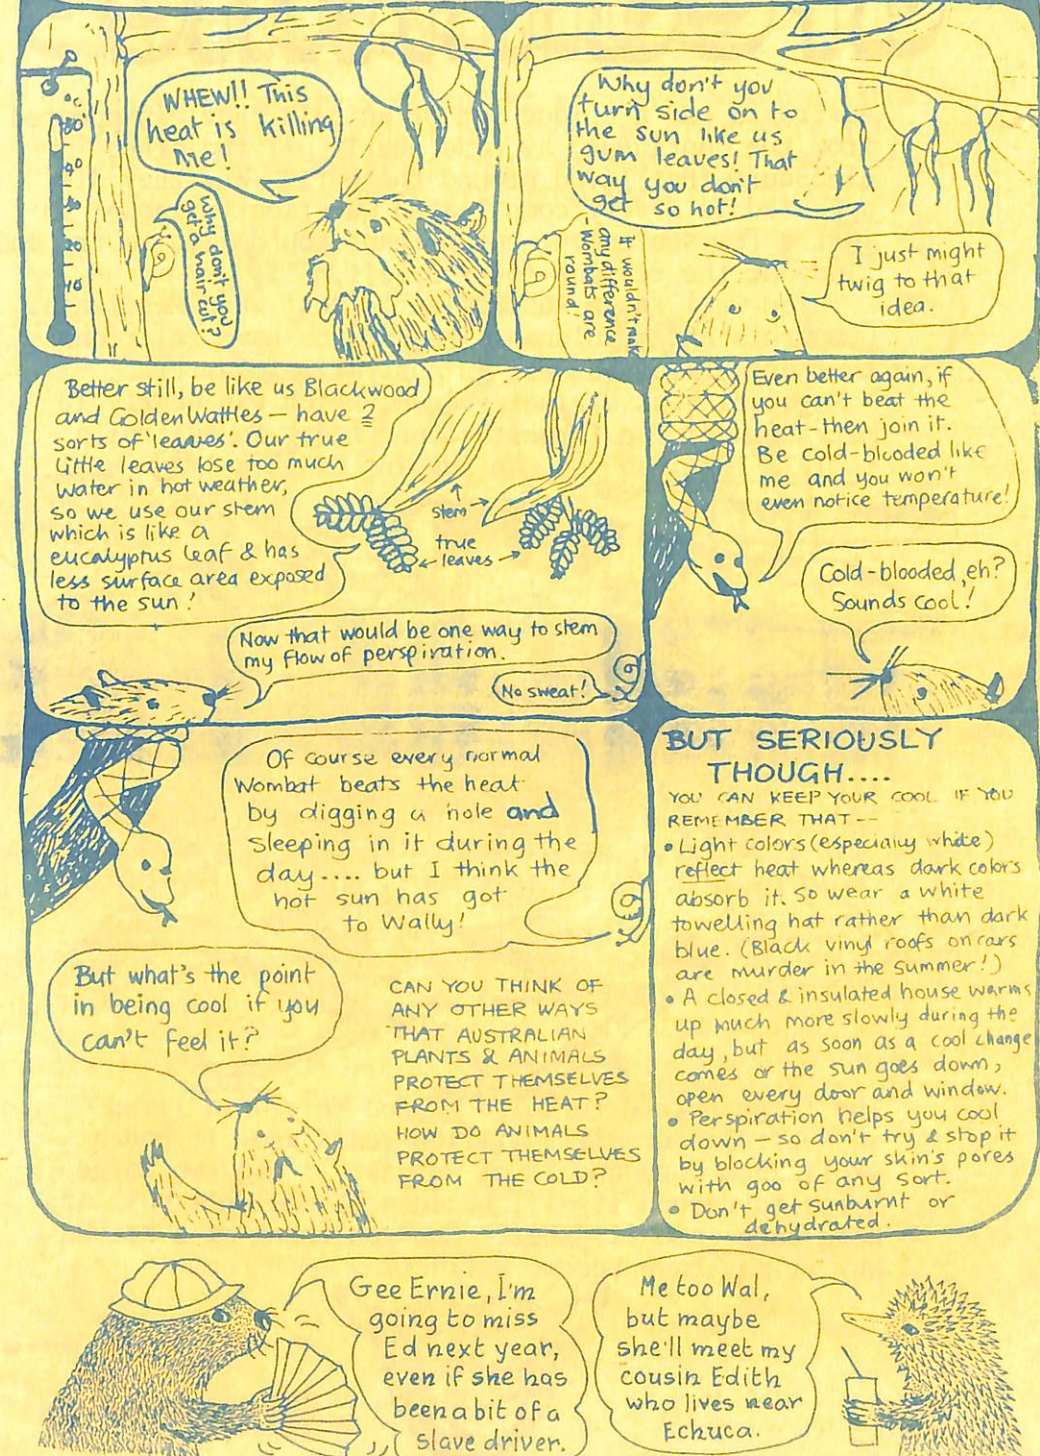 WHEW!! This
heat is killing
me!
Why don't you
get a hair cut?
°C
50°
40
30
20
10
Why don't you
turn side on to
the sun like us
gum leaves! That
way you don't
get so hot!
It wouldn't make
any difference
- Wombats are
round!
I just might
twig to that
idea.
Better still, be like us Blackwood
and Golden Wattles — have 2
sorts of 'leaves'. Our true
little leaves lose too much
water in hot weather,
so we use our stem
which is like a
eucalyptus leaf & has
less surface area exposed
to the sun!
stem
true
leaves
Now that would be one way to stem
my flow of perspiration.
No sweat!
Even better again, if
you can't beat the
heat - then join it.
Be cold-blooded like
me and you won't
even notice temperature!
Cold-blooded, eh?
Sounds cool!
Of course every normal
Wombat beats the heat
by digging a hole and
sleeping in it during the
day.... but I think the
hot sun has got
to Wally!
But what's the point
in being cool if you
can't feel it?
CAN YOU THINK OF
ANY OTHER WAYS
THAT AUSTRALIAN
PLANTS & ANIMALS
PROTECT THEMSELVES
FROM THE HEAT?
HOW DO ANIMALS
PROTECT THEMSELVES
FROM THE COLD?
BUT SERIOUSLY
THOUGH....
YOU CAN KEEP YOUR COOL IF YOU
REMEMBER THAT --
• Light colors (especially white)
reflect heat whereas dark colors
absorb it. So wear a white
towelling hat rather than dark
blue. (Black vinyl roofs on cars
are murder in the summer!)
• A closed & insulated house warms
up much more slowly during the
day, but as soon as a cool change
comes or the sun goes down,
open every door and window.
• Perspiration helps you cool
down — so don't try & stop it
by blocking your skin's pores
with goo of any sort.
• Don't get sunburnt or
dehydrated.
Gee Ernie, I'm
going to miss
Ed next year,
even if she has
been a bit of a
slave driver.
Me too Wal,
but maybe
she'll meet my
cousin Edith
who lives near
Echuca.